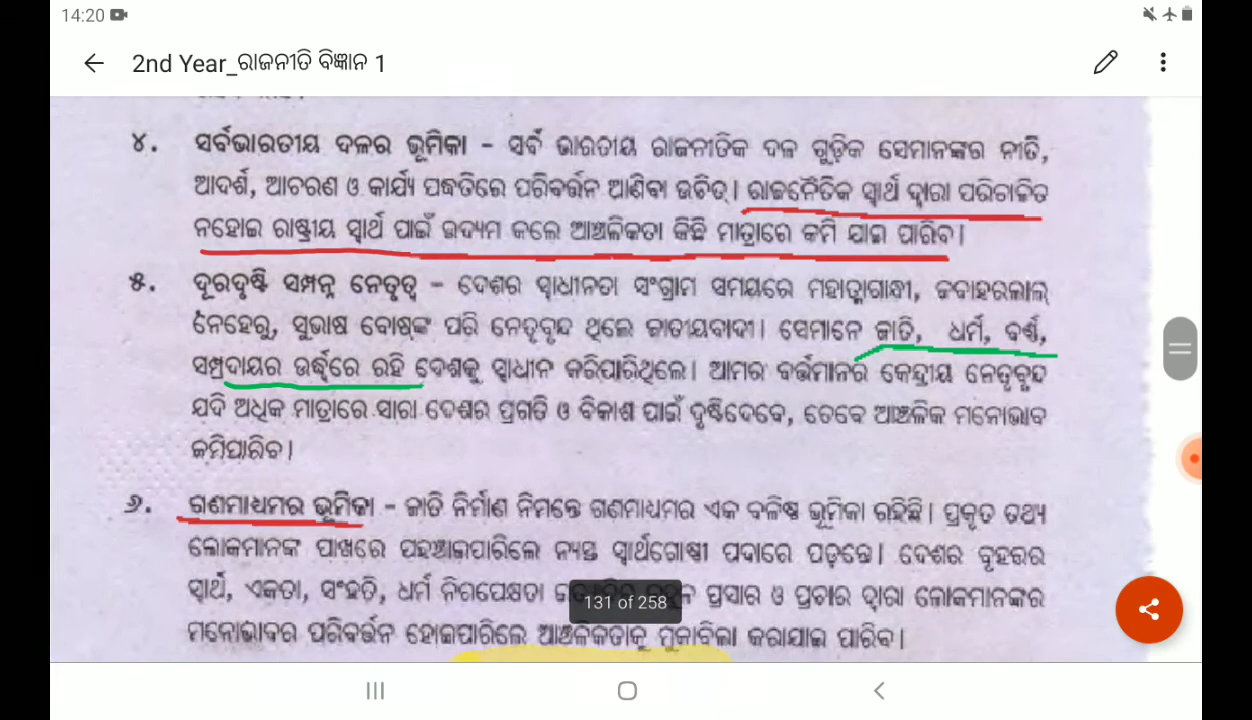 14:20
2nd Year_ରାଜନୀତି ବିଜ୍ଞାନ 1
୪. ସର୍ବଭାରତୀୟ ଦଳର ଭୂମିକା – ସର୍ବ ଭାରତୀୟ ରାଜନୀତିକ ଦଳ ଗୁଡ଼ିକ ସେମାନଙ୍କର ନୀତି,
ଆଦର୍ଶ, ଆଚରଣ ଓ କାର୍ଯ୍ୟ ପଦ୍ଧତିରେ ପରିବର୍ତ୍ତନ ଆଣିବା ଉଚିତ୍। ରାଜନୈତିକ ସ୍ୱାର୍ଥ ଦ୍ୱାରା ପରିଚାଳିତ
ନହୋଇ ରାଷ୍ଟ୍ରୀୟ ସ୍ୱାର୍ଥ ପାଇଁ ଉଦ୍ୟମ କଲେ ଆଞ୍ଚଳିକତା କିଛି ମାତ୍ରାରେ କମି ଯାଇ ପାରିବ।
୫. ଦୂରଦୃଷ୍ଟି ସମ୍ପନ୍ନ ନେତୃତ୍ୱ – ଦେଶର ସ୍ୱାଧୀନତା ସଂଗ୍ରାମ ସମୟରେ ମହାତ୍ମାଗାନ୍ଧୀ, ଜବାହରଲାଲ୍
ନେହେରୁ, ସୁଭାଷ ବୋଷଙ୍କ ପରି ନେତୃବୃନ୍ଦ ଥିଲେ ଜାତୀୟବାଦୀ। ସେମାନେ ଜାତି, ଧର୍ମ, ବର୍ଣ୍ଣ,
ସମ୍ପ୍ରଦାୟର ଉର୍ଦ୍ଧ୍ୱରେ ରହି ଦେଶକୁ ସ୍ୱାଧୀନ କରିପାରିଥିଲେ। ଆମର ବର୍ତ୍ତମାନର କେନ୍ଦ୍ରୀୟ ନେତୃବୃନ୍ଦ
ଯଦି ଅଧିକ ମାତ୍ରାରେ ସାରା ଦେଶର ପ୍ରଗତି ଓ ବିକାଶ ପାଇଁ ଦୃଷ୍ଟିଦେବେ, ତେବେ ଆଞ୍ଚଳିକ ମନୋଭାବ
କମିପାରିବ।
୬. ଗଣମାଧ୍ୟମର ଭୂମିକା – ଜାତି ନିର୍ମାଣ ନିମନ୍ତେ ଗଣମାଧ୍ୟମର ଏକ ବଳିଷ୍ଠ ଭୂମିକା ରହିଛି। ପ୍ରକୃତ ତଥ୍ୟ
ଲୋକମାନଙ୍କ ପାଖରେ ପହଞ୍ଚାଇପାରିଲେ ନ୍ୟସ୍ତ ସ୍ୱାର୍ଥଗୋଷ୍ଠୀ ପଦାରେ ପଡ଼ନ୍ତେ। ଦେଶର ବୃହତ୍ତର
ସ୍ୱାର୍ଥ, ଏକତା, ସଂହତି, ଧର୍ମ ନିରପେକ୍ଷତା ପ୍ରସାର ଓ ପ୍ରଚାର ଦ୍ୱାରା ଲୋକମାନଙ୍କର
131 of 258
ମନୋଭାବର ପରିବର୍ତ୍ତନ ହୋଇପାରିଲେ ଆଞ୍ଚଳିକତାକୁ ମୁକାବିଲା କରାଯାଇ ପାରିବ।